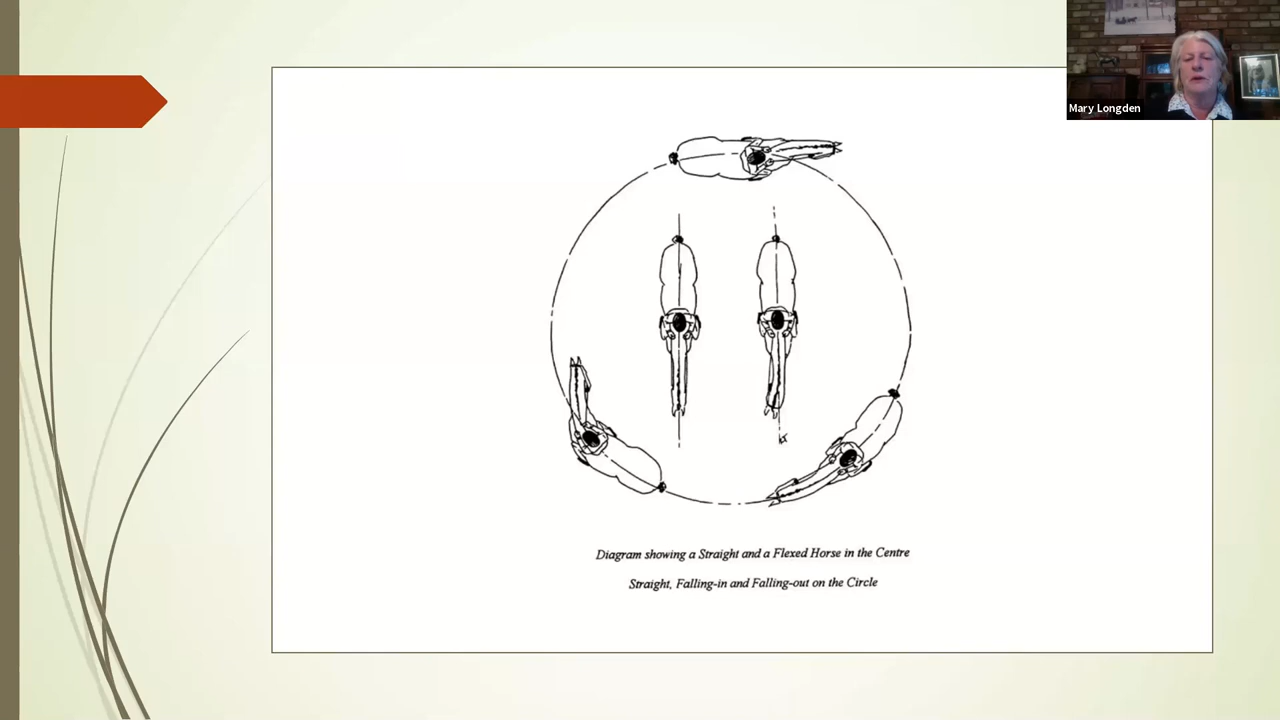 Mary Longden
Diagram showing a Straight and a Flexed Horse in the Centre
Straight, Falling-in and Falling-out on the Circle